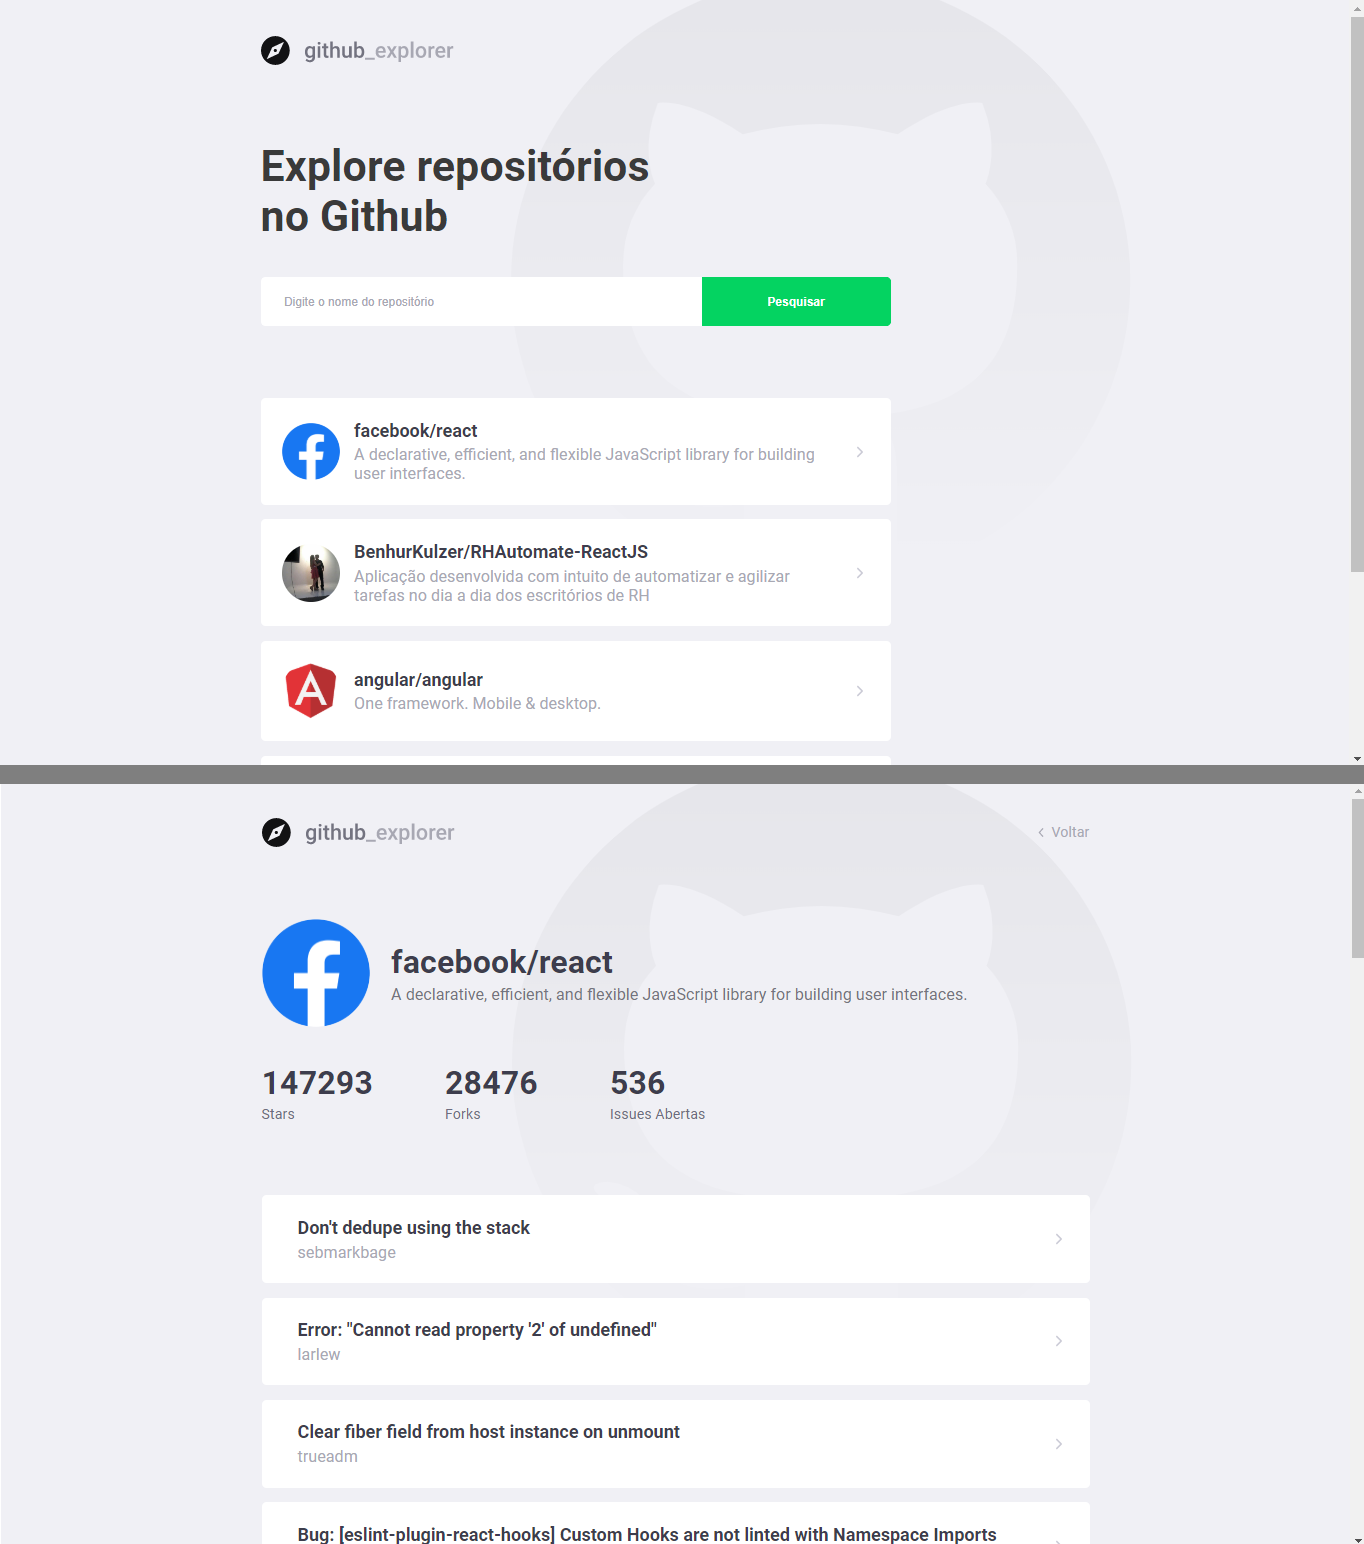 github_explorer
Explore repositórios
no Github
Digite o nome do repositório
Pesquisar
facebook/react
A declarative, efficient, and flexible JavaScript library for building
user interfaces.
BenhurKulzer/RHAutomate-ReactJS
Aplicação desenvolvida com intuito de automatizar e agilizar
tarefas no dia a dia dos escritórios de RH
angular/angular
One framework. Mobile & desktop.
github_explorer
Voltar
facebook/react
A declarative, efficient, and flexible JavaScript library for building user interfaces.
147293
Stars
28476
Forks
536
Issues Abertas
Don't dedupe using the stack
sebmarkbage
Error: "Cannot read property '2' of undefined"
larlew
Clear fiber field from host instance on unmount
trueadm
Bug: [eslint-plugin-react-hooks] Custom Hooks are not linted with Namespace Imports